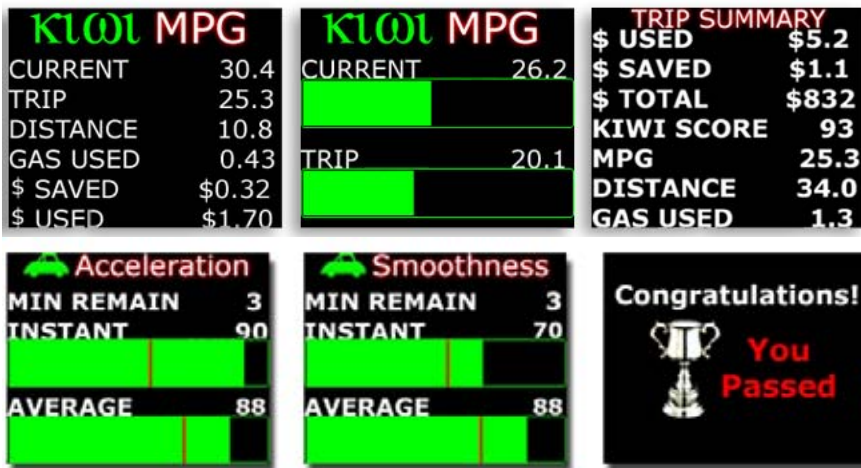 κιωι MPG
CURRENT 30.4
TRIP 25.3
DISTANCE 10.8
GAS USED 0.43
$ SAVED $0.32
$ USED $1.70
κιωι MPG
CURRENT 26.2
TRIP 20.1
TRIP SUMMARY
$ USED $5.2
$ SAVED $1.1
$ TOTAL $832
KIWI SCORE 93
MPG 25.3
DISTANCE 34.0
GAS USED 1.3
Acceleration
MIN REMAIN 3
INSTANT 90
AVERAGE 88
Smoothness
MIN REMAIN 3
INSTANT 70
AVERAGE 88
Congratulations!
You
Passed